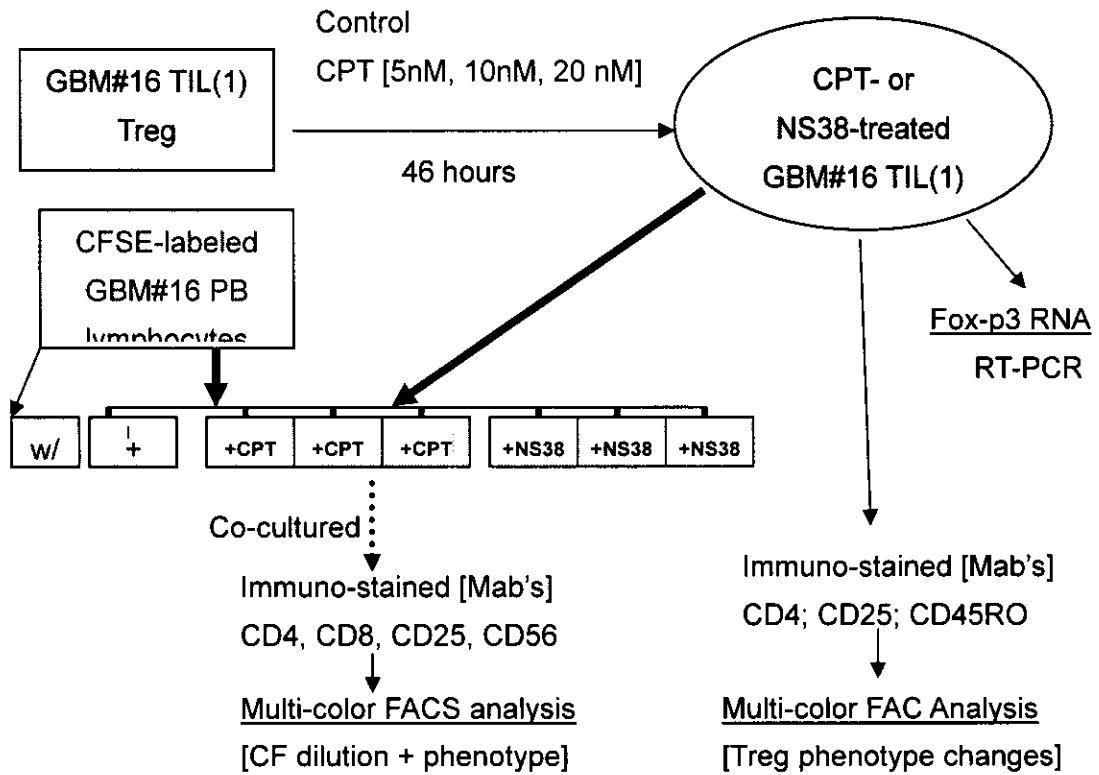 Control
CPT [5nM, 10nM, 20 nM]
46 hours
GBM#16 TIL(1)
Treg
CPT- or
NS38-treated
GBM#16 TIL(1)
CFSE-labeled
GBM#16 PB
lymphocytes
Fox-p3 RNA
RT-PCR
w/
+
+CPT
+CPT
+CPT
+NS38
+NS38
+NS38
Co-cultured
Immuno-stained [Mab's]
CD4, CD8, CD25, CD56
Multi-color FACS analysis
[CF dilution + phenotype]
Immuno-stained [Mab's]
CD4; CD25; CD45RO
Multi-color FAC Analysis
[Treg phenotype changes]